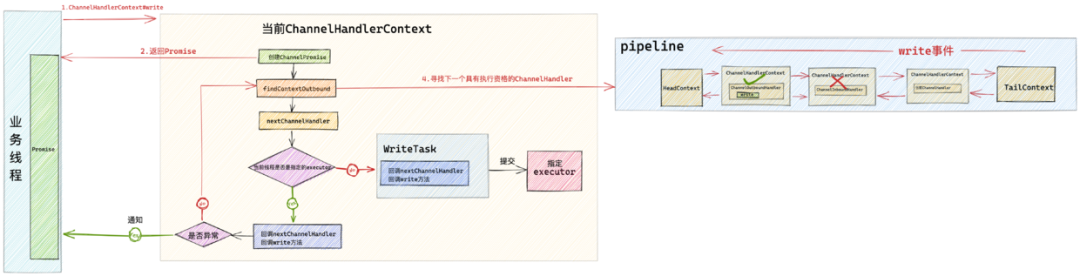 1.ChannelHandlerContext#write
业务线程
Promise
2.返回Promise
当前ChannelHandlerContext
创建ChannelPromise
findContextOutbound
nextChannelHandler
当前线程是否是指定的executor
no
yes
WriteTask
回调nextChannelHandler
回调write方法
提交
指定
executor
回调nextChannelHandler
回调write方法
是否异常
no
yes
通知
4.寻找下一个具有执行资格的ChannelHandler
pipeline
write事件
HeadContext
ChannelHandlerContext
ChannelOutboundHandler
write
ChannelHandlerContext
ChannelInboundHandler
ChannelHandlerContext
TailContext